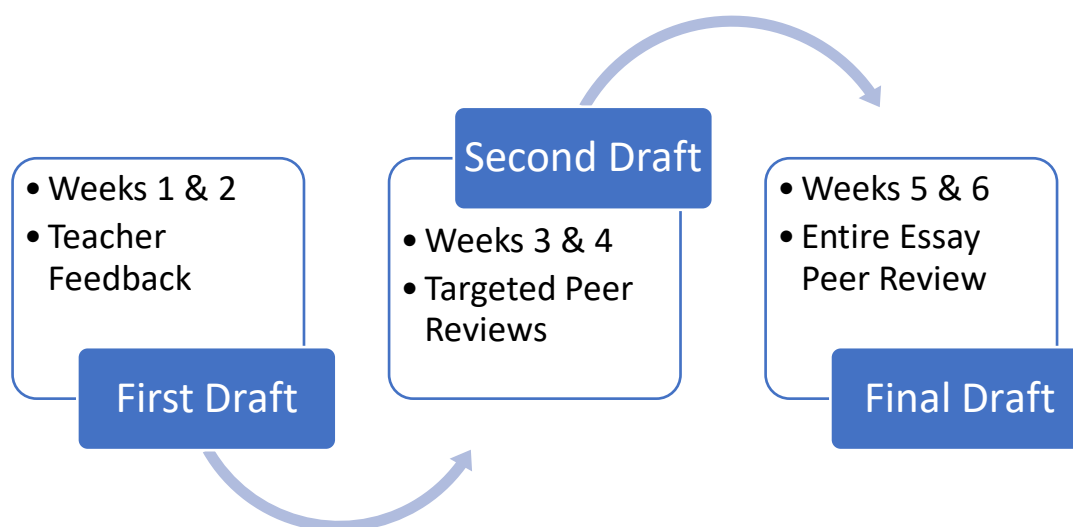 • Weeks 1 & 2
• Teacher
Feedback
First Draft
Second Draft
• Weeks 3 & 4
• Targeted Peer
Reviews
• Weeks 5 & 6
• Entire Essay
Peer Review
Final Draft